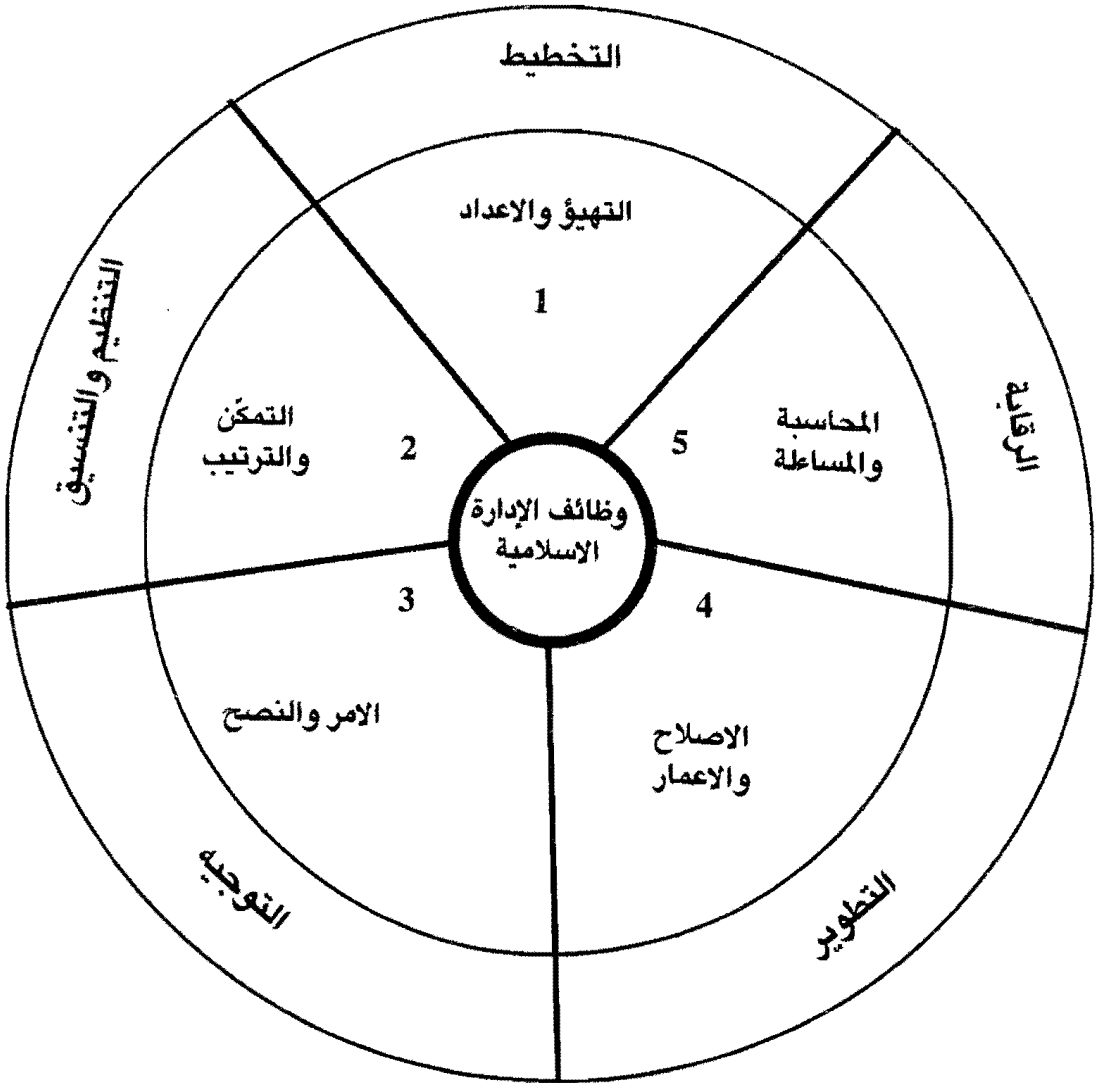 التخطيط
التهيؤ والاعداد
1
التنظيم والتنسيق
التمكّن
والترتيب
2
الامر والنصح
3
التوجيه
الاصلاح
والاعمار
4
التطوير
المحاسبة
والمساءلة
5
الرقابة
وظائف الإدارة
الاسلامية